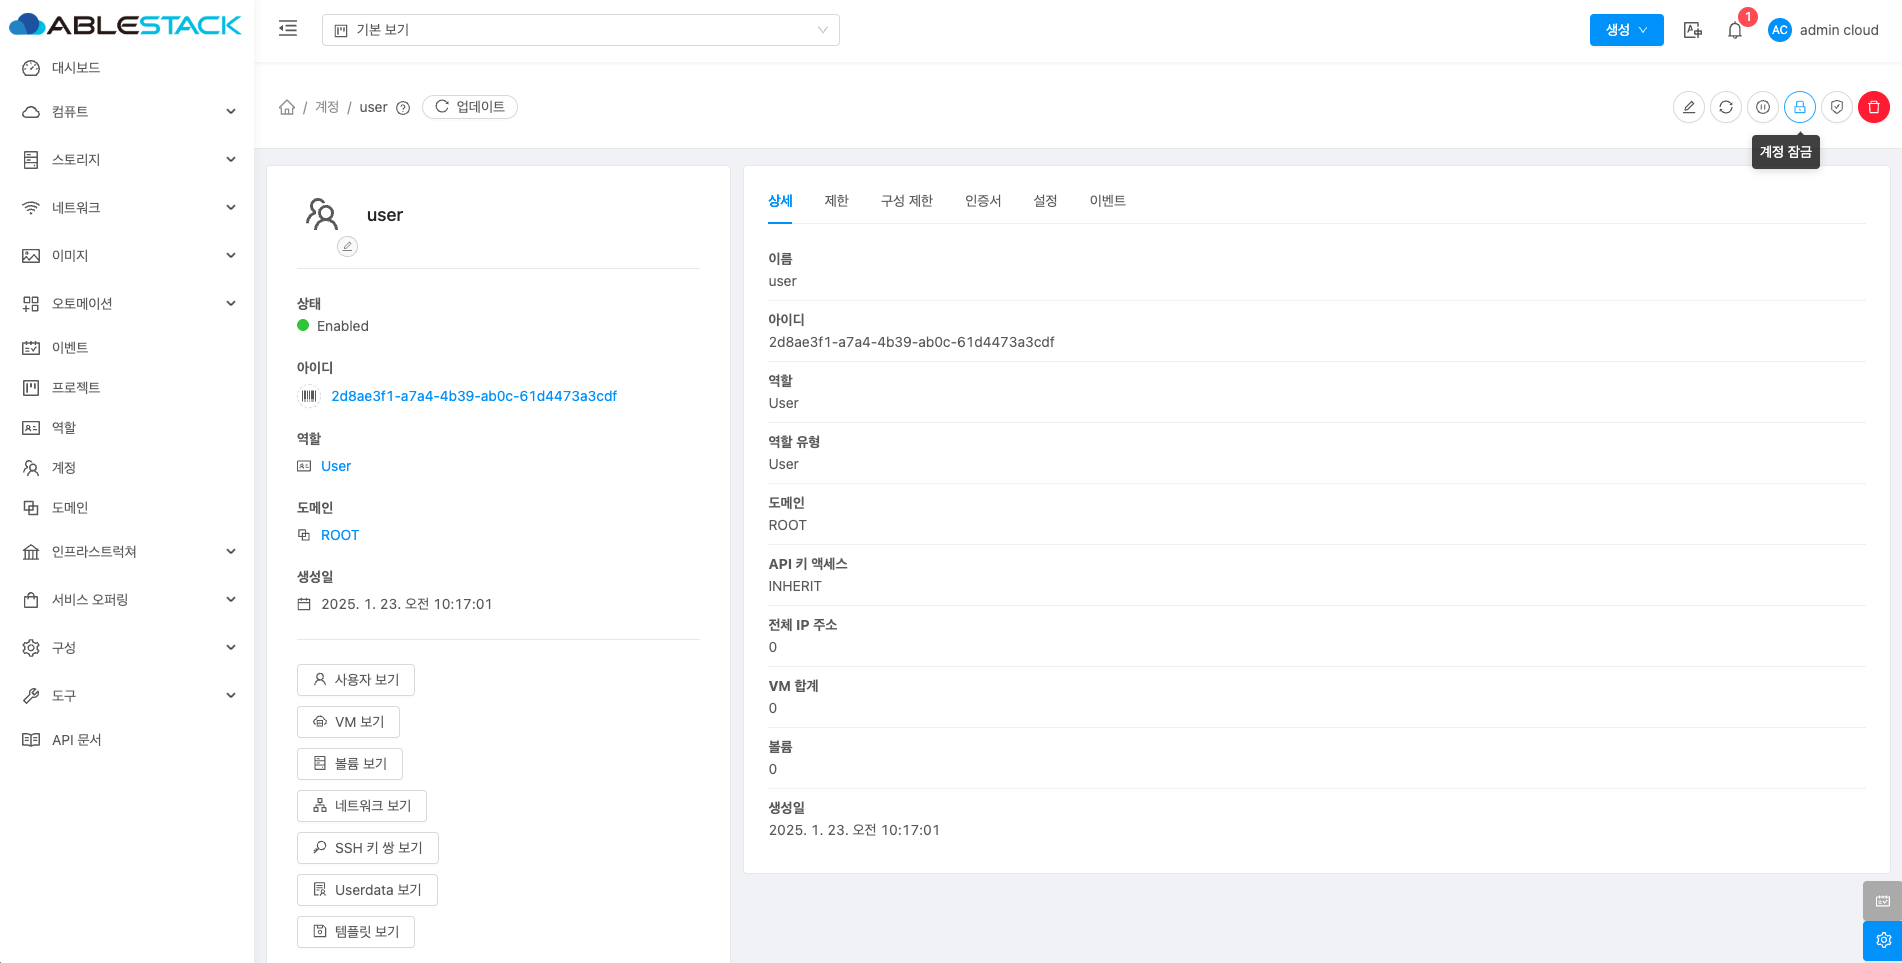 ABLESTACK
기본 보기
생성
1
AC
admin cloud
대시보드
컴퓨트
스토리지
네트워크
이미지
오토메이션
이벤트
프로젝트
역할
계정
도메인
인프라스트럭쳐
서비스 오퍼링
구성
도구
API 문서
/ 계정 / user
업데이트
계정 잠금
user
상태
Enabled
아이디
2d8ae3f1-a7a4-4b39-ab0c-61d4473a3cdf
역할
User
도메인
ROOT
생성일
2025. 1. 23. 오전 10:17:01
사용자 보기
VM 보기
볼륨 보기
네트워크 보기
SSH 키 쌍 보기
Userdata 보기
템플릿 보기
상세 제한 구성 제한 인증서 설정 이벤트
이름
user
아이디
2d8ae3f1-a7a4-4b39-ab0c-61d4473a3cdf
역할
User
역할 유형
User
도메인
ROOT
API 키 액세스
INHERIT
전체 IP 주소
0
VM 합계
0
볼륨
0
생성일
2025. 1. 23. 오전 10:17:01